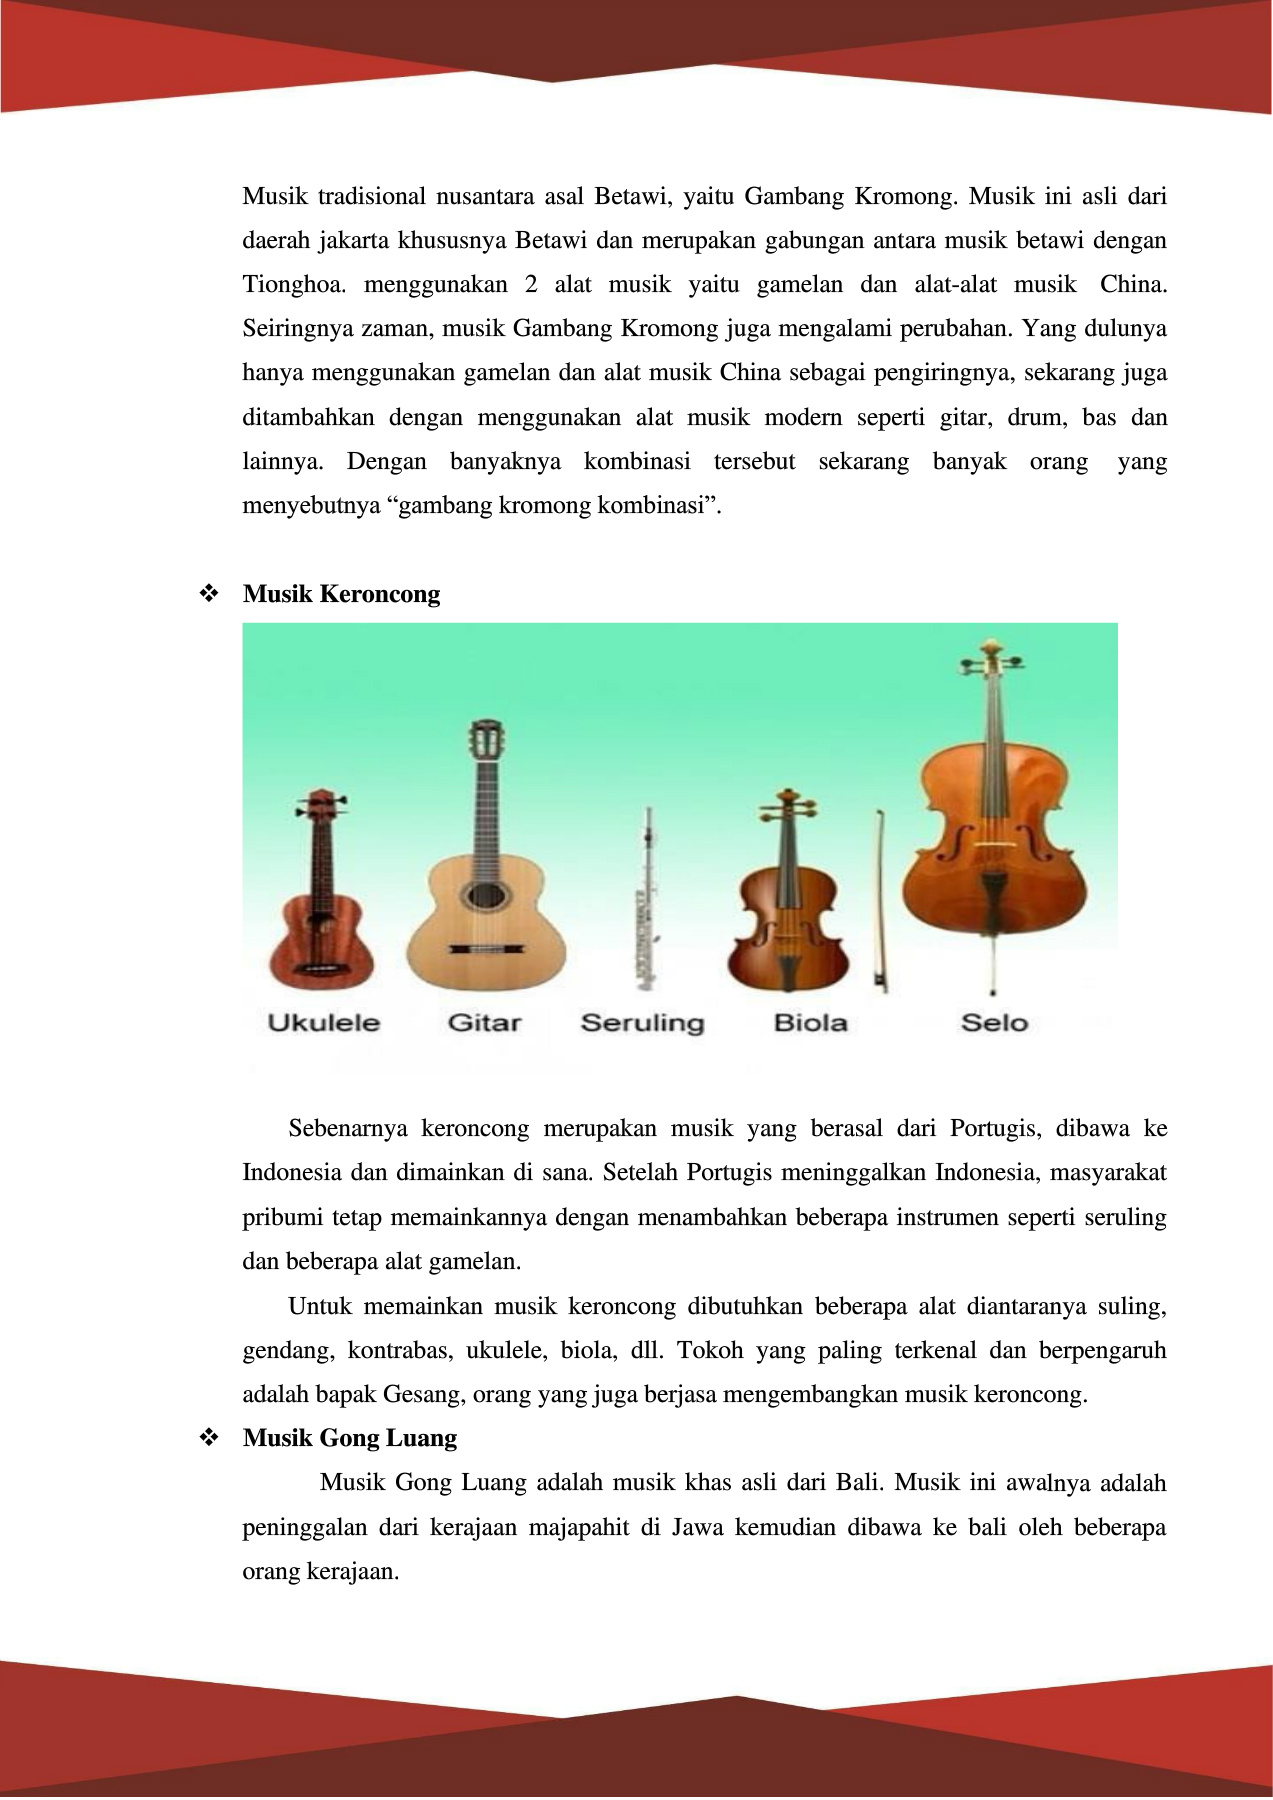 Musik tradisional nusantara asal Betawi, yaitu Gambang Kromong. Musik ini asli dari
daerah jakarta khususnya Betawi dan merupakan gabungan antara musik betawi dengan
Tionghoa. menggunakan 2 alat musik yaitu gamelan dan alat-alat musik China.
Seiringnya zaman, musik Gambang Kromong juga mengalami perubahan. Yang dulunya
hanya menggunakan gamelan dan alat musik China sebagai pengiringnya, sekarang juga
ditambahkan dengan menggunakan alat musik modern seperti gitar, drum, bas dan
lainnya. Dengan banyaknya kombinasi tersebut sekarang banyak orang yang
menyebutnya “gambang kromong kombinasi”.
❖ Musik Keroncong
Ukulele Gitar Seruling Biola Selo
Sebenarnya keroncong merupakan musik yang berasal dari Portugis, dibawa ke
Indonesia dan dimainkan di sana. Setelah Portugis meninggalkan Indonesia, masyarakat
pribumi tetap memainkannya dengan menambahkan beberapa instrumen seperti seruling
dan beberapa alat gamelan.
Untuk memainkan musik keroncong dibutuhkan beberapa alat diantaranya suling,
gendang, kontrabas, ukulele, biola, dll. Tokoh yang paling terkenal dan berpengaruh
adalah bapak Gesang, orang yang juga berjasa mengembangkan musik keroncong.
❖ Musik Gong Luang
Musik Gong Luang adalah musik khas asli dari Bali. Musik ini awalnya adalah
peninggalan dari kerajaan majapahit di Jawa kemudian dibawa ke bali oleh beberapa
orang kerajaan.